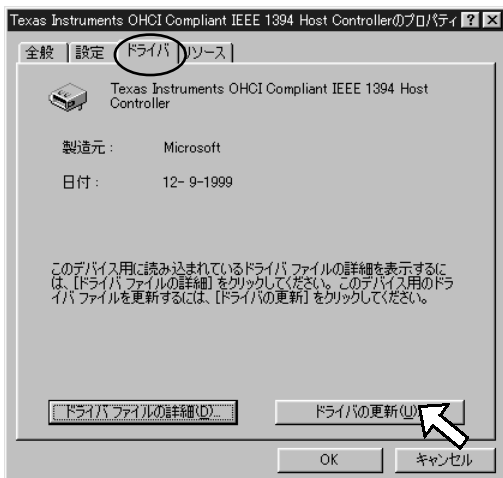 Texas Instruments OHCI Compliant IEEE 1394 Host Controllerのプロパティ
全般 設定 ドライバ リソース
Texas Instruments OHCI Compliant IEEE 1394 Host
Controller
製造元: Microsoft
日付: 12- 9-1999
このデバイス用に読み込まれているドライバ ファイルの詳細を表示するに
は、[ドライバ ファイルの詳細] をクリックしてください。このデバイス用のドラ
イバ ファイルを更新するには、[ドライバの更新] をクリックしてください。
ドライバ ファイルの詳細(D)... ドライバの更新(U)
OK キャンセル